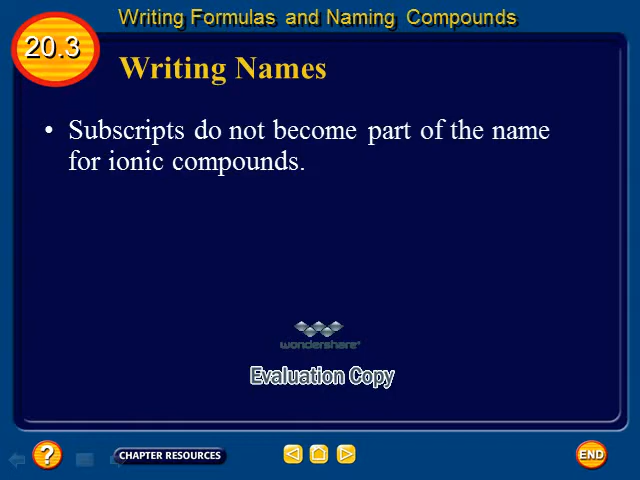 Writing Formulas and Naming Compounds
20.3
Writing Names
• Subscripts do not become part of the name
for ionic compounds.
wondershare
Evaluation Copy
?
CHAPTER RESOURCES
END